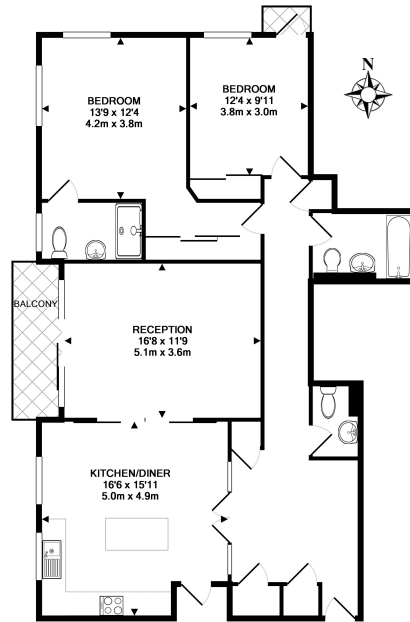 N
BEDROOM
13'9 x 12'4
4.2m x 3.8m
BEDROOM
12'4 x 9'11
3.8m x 3.0m
BALCONY
RECEPTION
16'8 x 11'9
5.1m x 3.6m
KITCHEN/DINER
16'6 x 15'11
5.0m x 4.9m